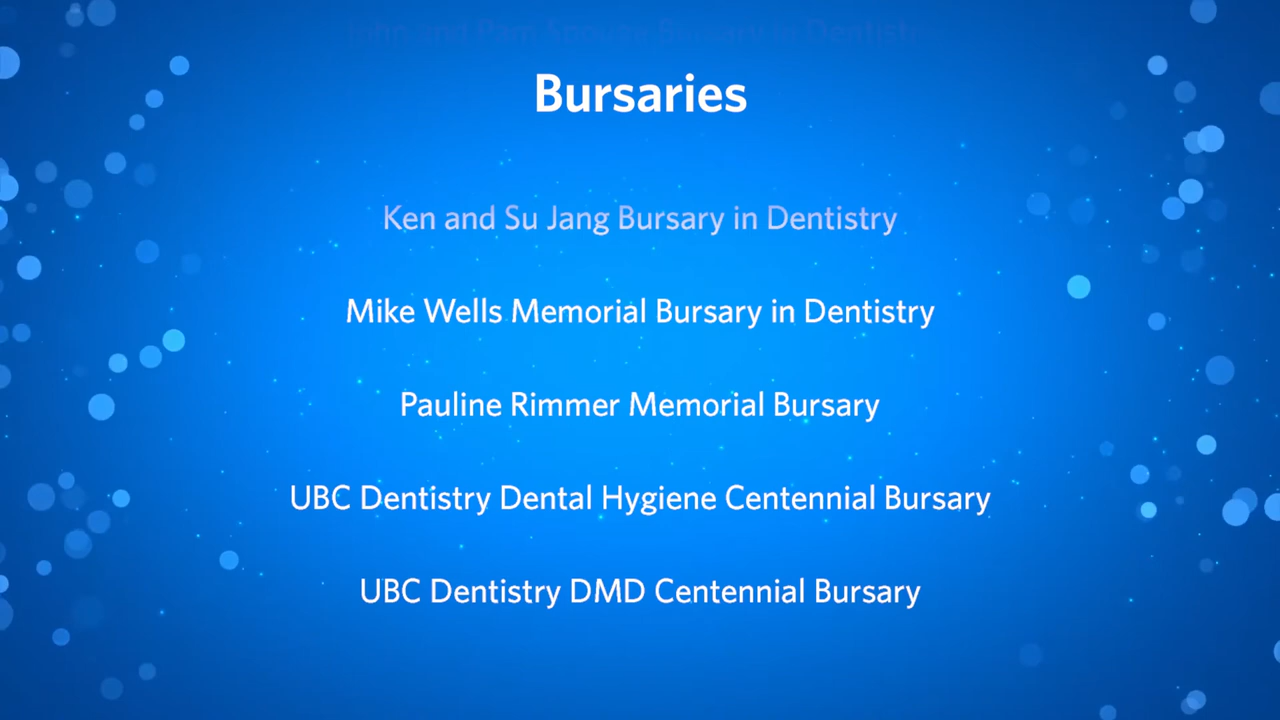 Bursaries
Ken and Su Jang Bursary in Dentistry
Mike Wells Memorial Bursary in Dentistry
Pauline Rimmer Memorial Bursary
UBC Dentistry Dental Hygiene Centennial Bursary
UBC Dentistry DMD Centennial Bursary